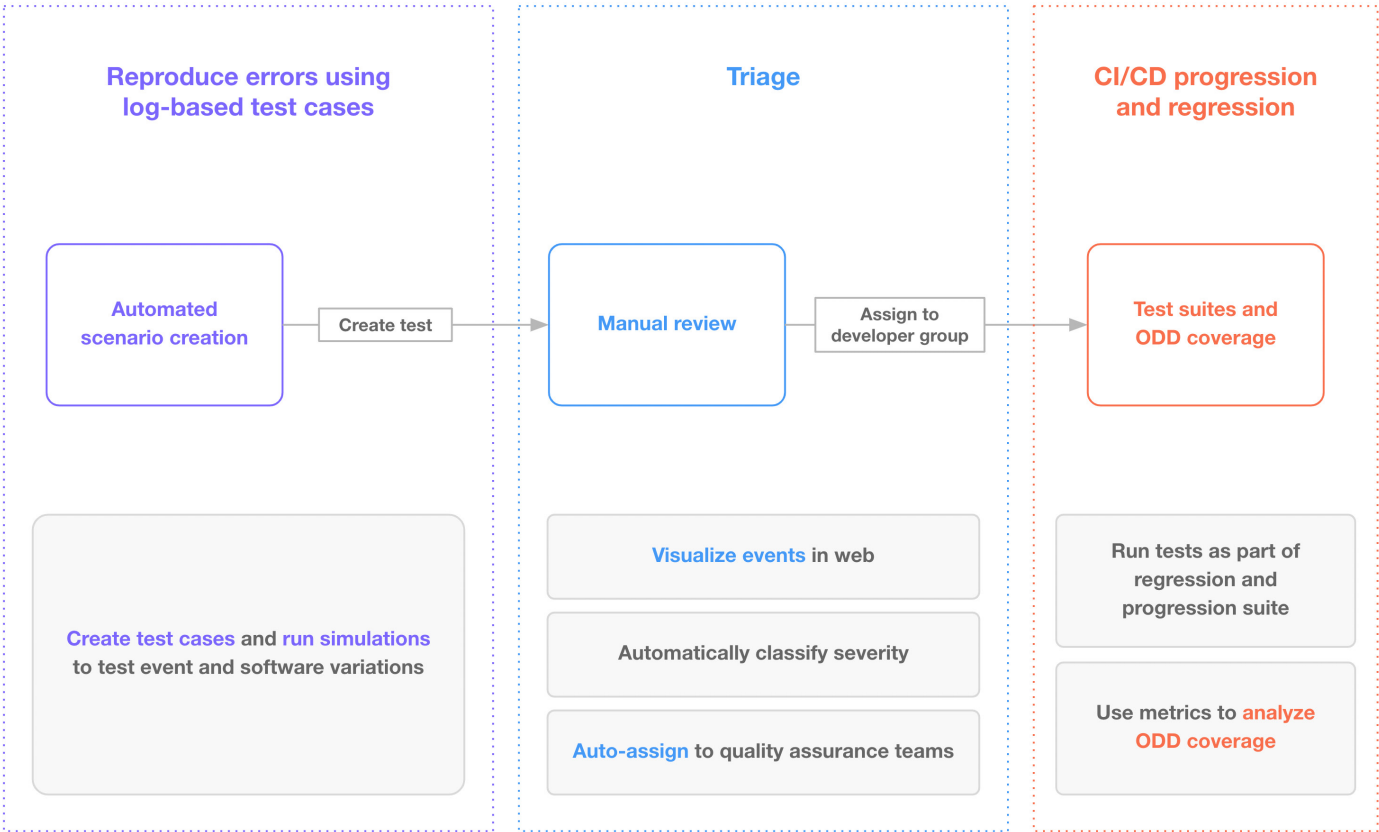 Reproduce errors using
log-based test cases
Triage
CI/CD progression
and regression
Automated
scenario creation
Create test
Manual review
Assign to
developer group
Test suites and
ODD coverage
Create test cases and run simulations
to test event and software variations
Visualize events in web
Automatically classify severity
Auto-assign to quality assurance teams
Run tests as part of
regression and
progression suite
Use metrics to analyze
ODD coverage